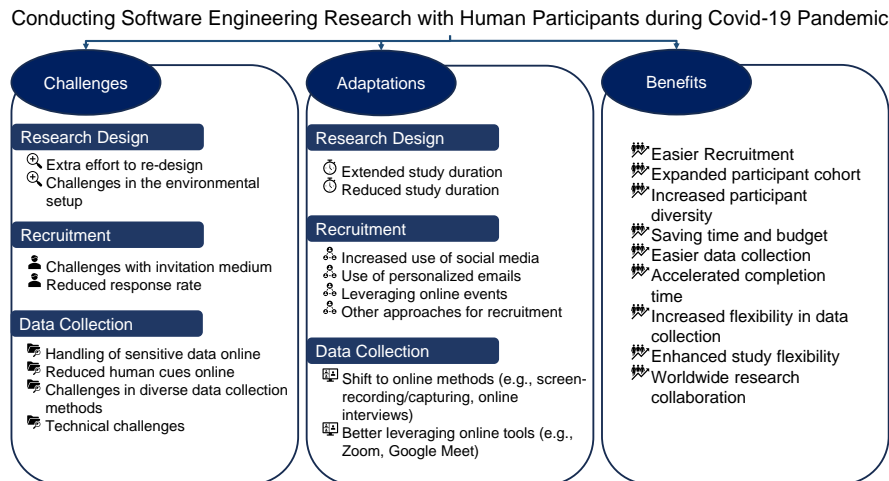 Conducting Software Engineering Research with Human Participants during Covid-19 Pandemic
Challenges
Research Design
Extra effort to re-design
Challenges in the environmental
setup
Recruitment
Challenges with invitation medium
Reduced response rate
Data Collection
Handling of sensitive data online
Reduced human cues online
Challenges in diverse data collection
methods
Technical challenges
Adaptations
Research Design
Extended study duration
Reduced study duration
Recruitment
Increased use of social media
Use of personalized emails
Leveraging online events
Other approaches for recruitment
Data Collection
Shift to online methods (e.g., screen-
recording/capturing, online
interviews)
Better leveraging online tools (e.g.,
Zoom, Google Meet)
Benefits
Easier Recruitment
Expanded participant cohort
Increased participant
diversity
Saving time and budget
Easier data collection
Accelerated completion
time
Increased flexibility in data
collection
Enhanced study flexibility
Worldwide research
collaboration